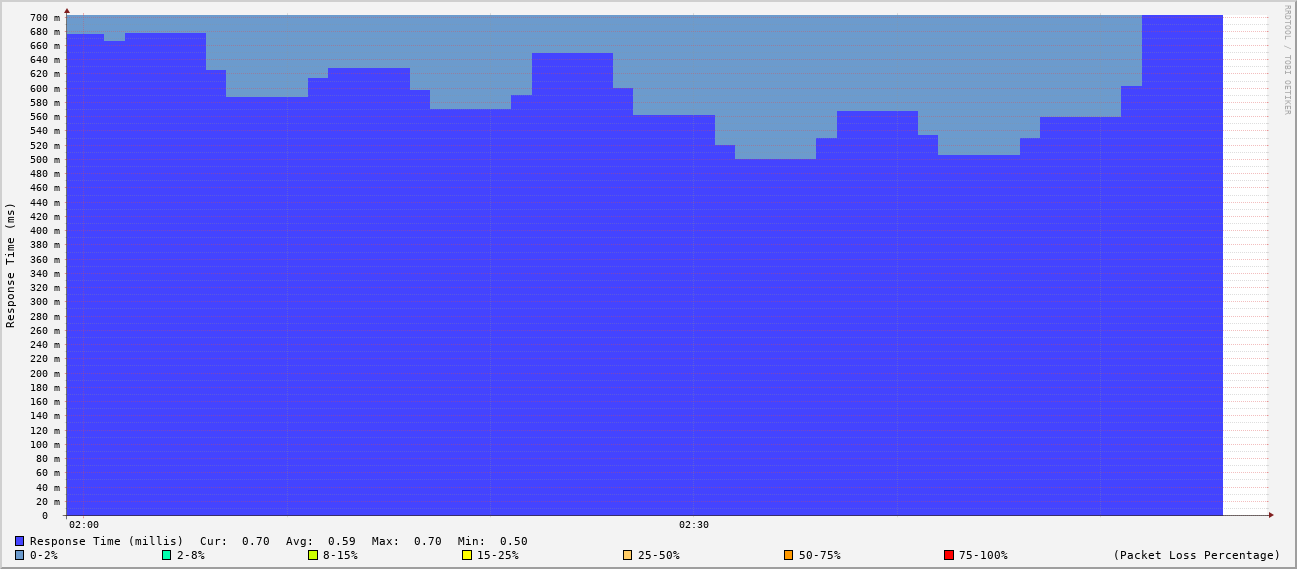 RRDTOOL / TOBI OETIKER
Response Time (ms)
700 m
680 m
660 m
640 m
620 m
600 m
580 m
560 m
540 m
520 m
500 m
480 m
460 m
440 m
420 m
400 m
380 m
360 m
340 m
320 m
300 m
280 m
260 m
240 m
220 m
200 m
180 m
160 m
140 m
120 m
100 m
80 m
60 m
40 m
20 m
0
02:00 02:30
Response Time (millis) Cur: 0.70 Avg: 0.59 Max: 0.70 Min: 0.50
0-2% 2-8% 8-15% 15-25% 25-50% 50-75% 75-100% (Packet Loss Percentage)